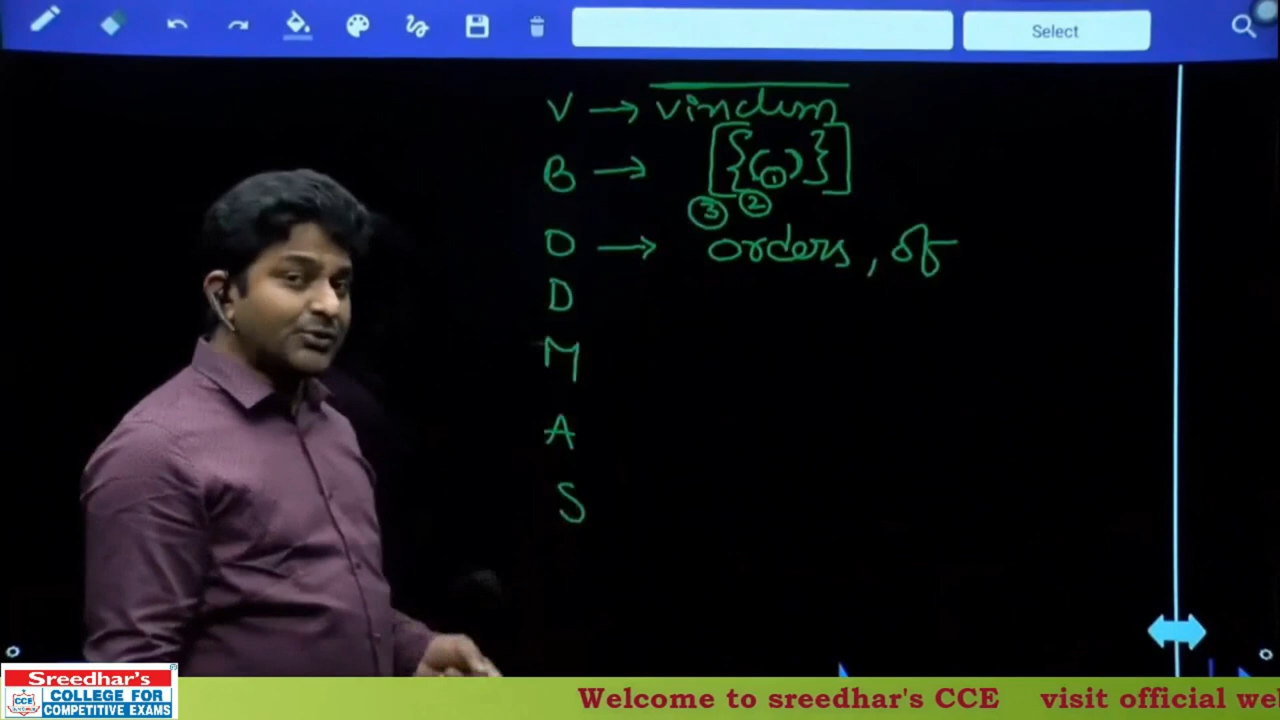 Select
V → vinclum
B → [{(1)}]
3 2
O → orders, of
D
M
A
S
Sreedhar's
CCE
COLLEGE FOR
COMPETITIVE EXAMS
Welcome to sreedhar's CCE visit official we